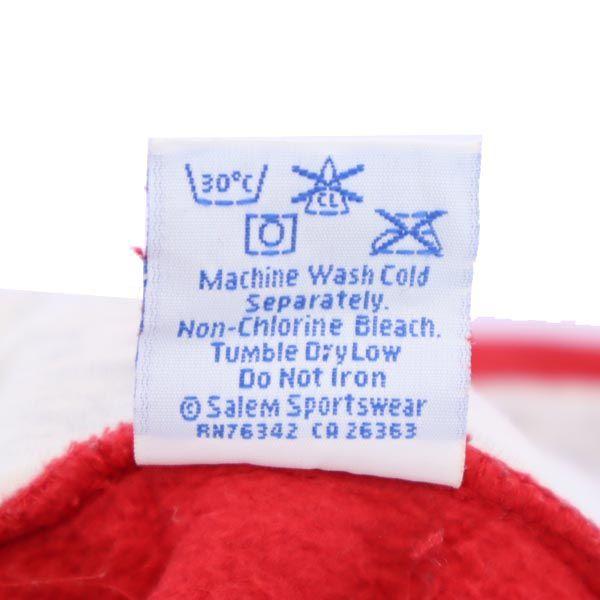 30°C CL
Machine Wash Cold
Separately.
Non-Chlorine Bleach.
Tumble Dry Low
Do Not Iron
© Salem Sportswear
RN76342 CA 26363